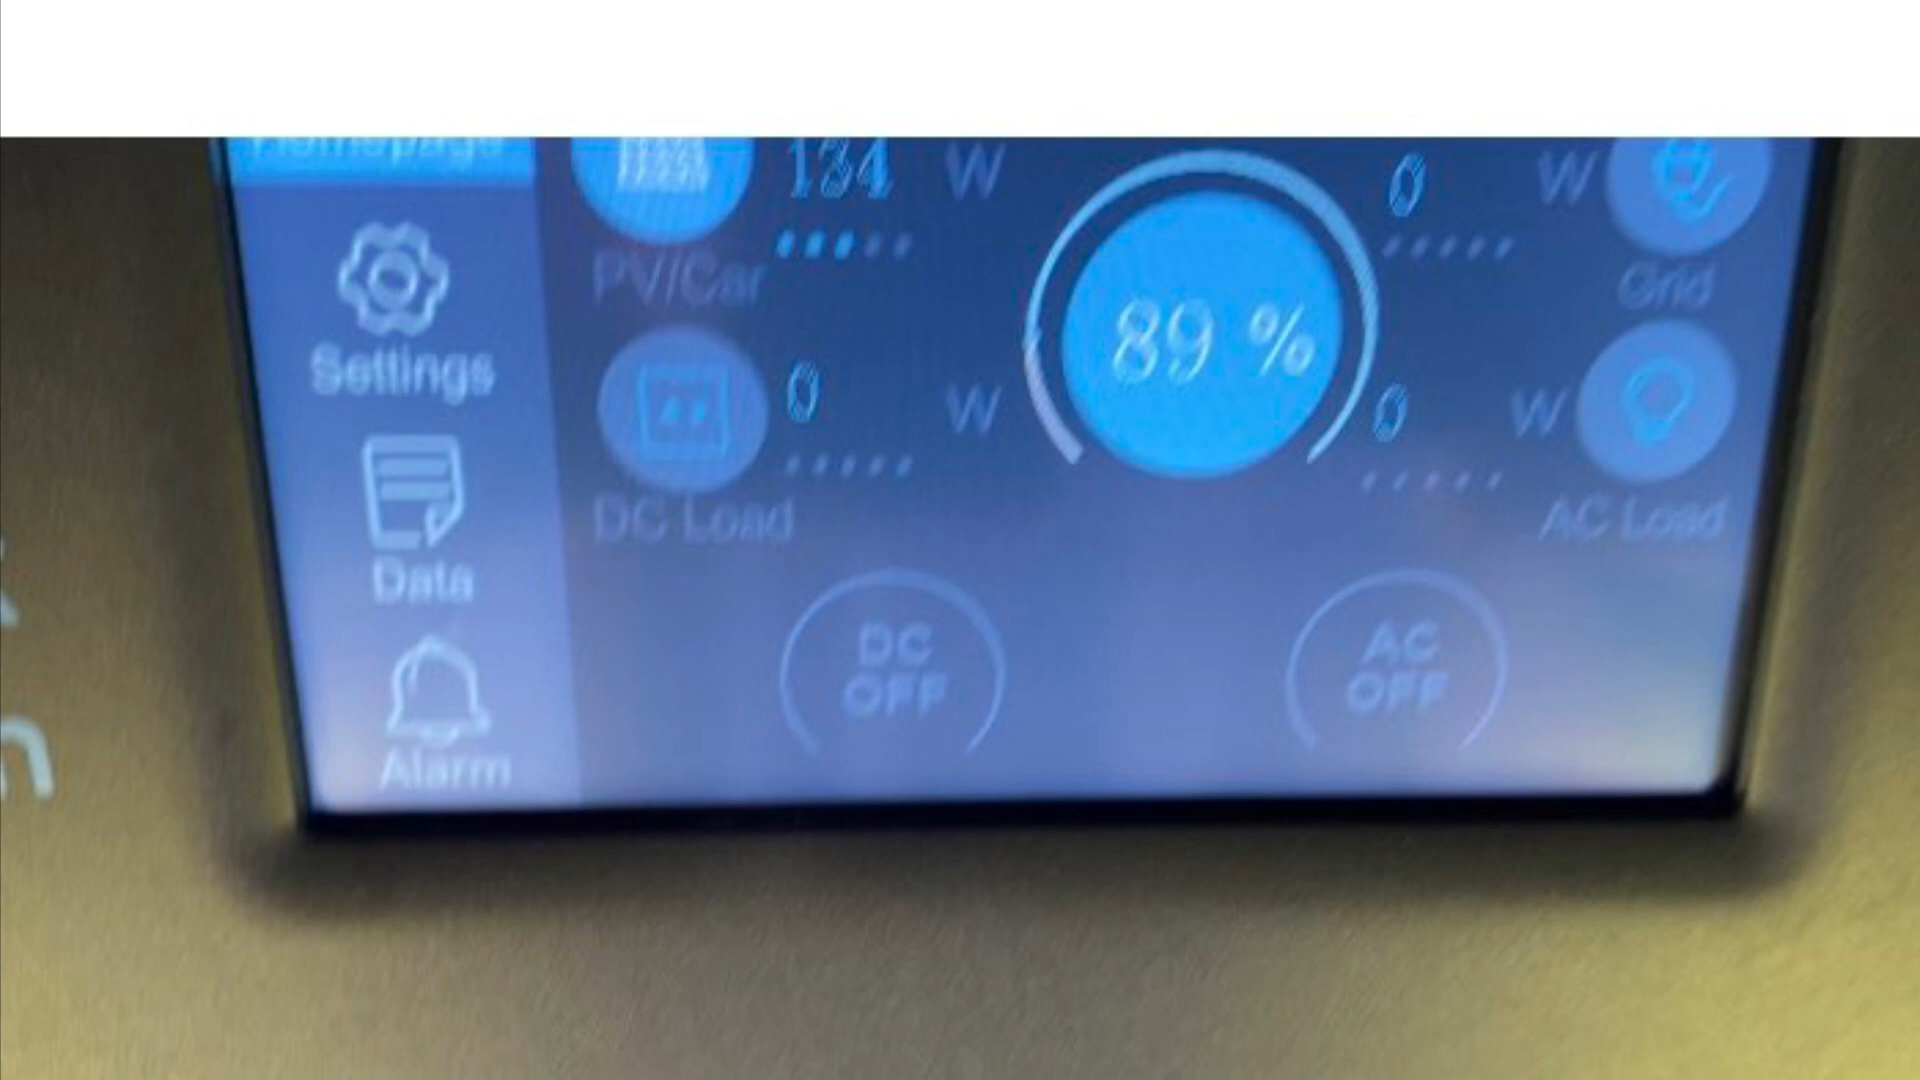 Homepage
134 W
0 W
PV/Car
Grid
89 %
Settings
0 W
0 W
DC Load
AC Load
Data
DC
OFF
AC
OFF
Alarm